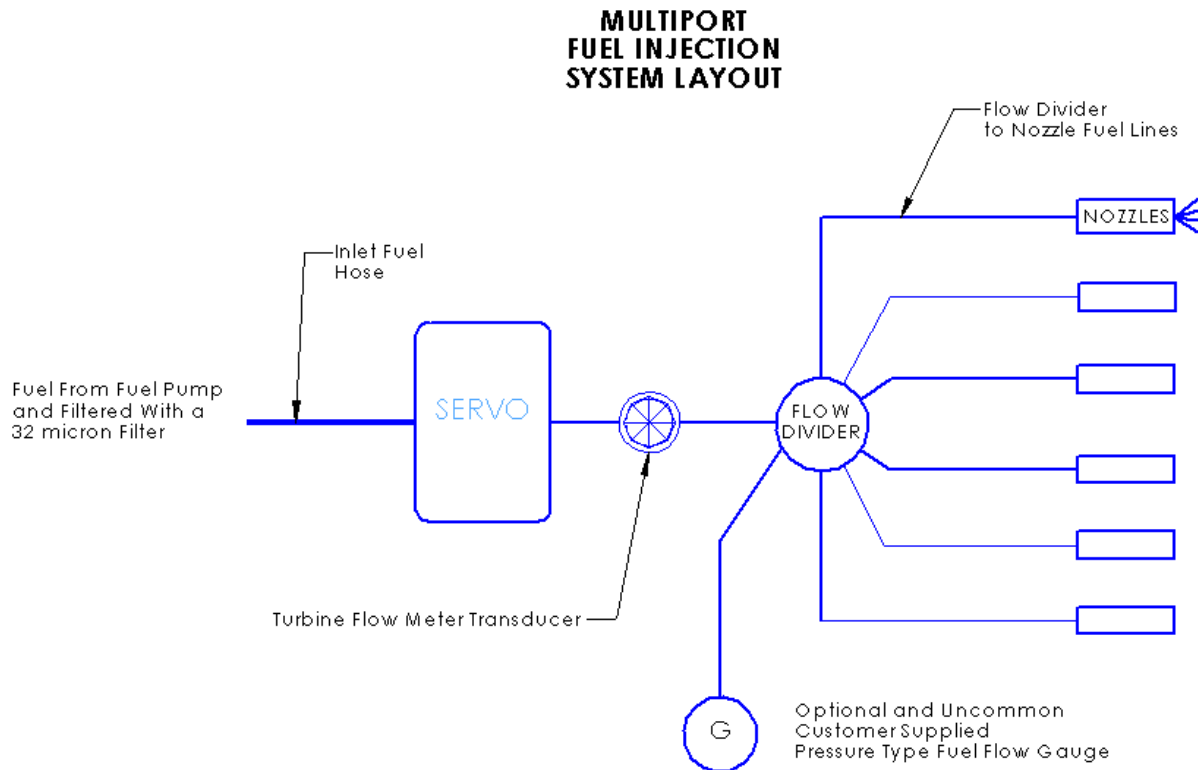 MULTIPORT
FUEL INJECTION
SYSTEM LAYOUT
Flow Divider
to Nozzle Fuel Lines
NOZZLES
Inlet Fuel
Hose
Fuel From Fuel Pump
and Filtered With a
32 micron Filter
SERVO
FLOW
DIVIDER
Turbine Flow Meter Transducer
G
Optional and Uncommon
Customer Supplied
Pressure Type Fuel Flow Gauge